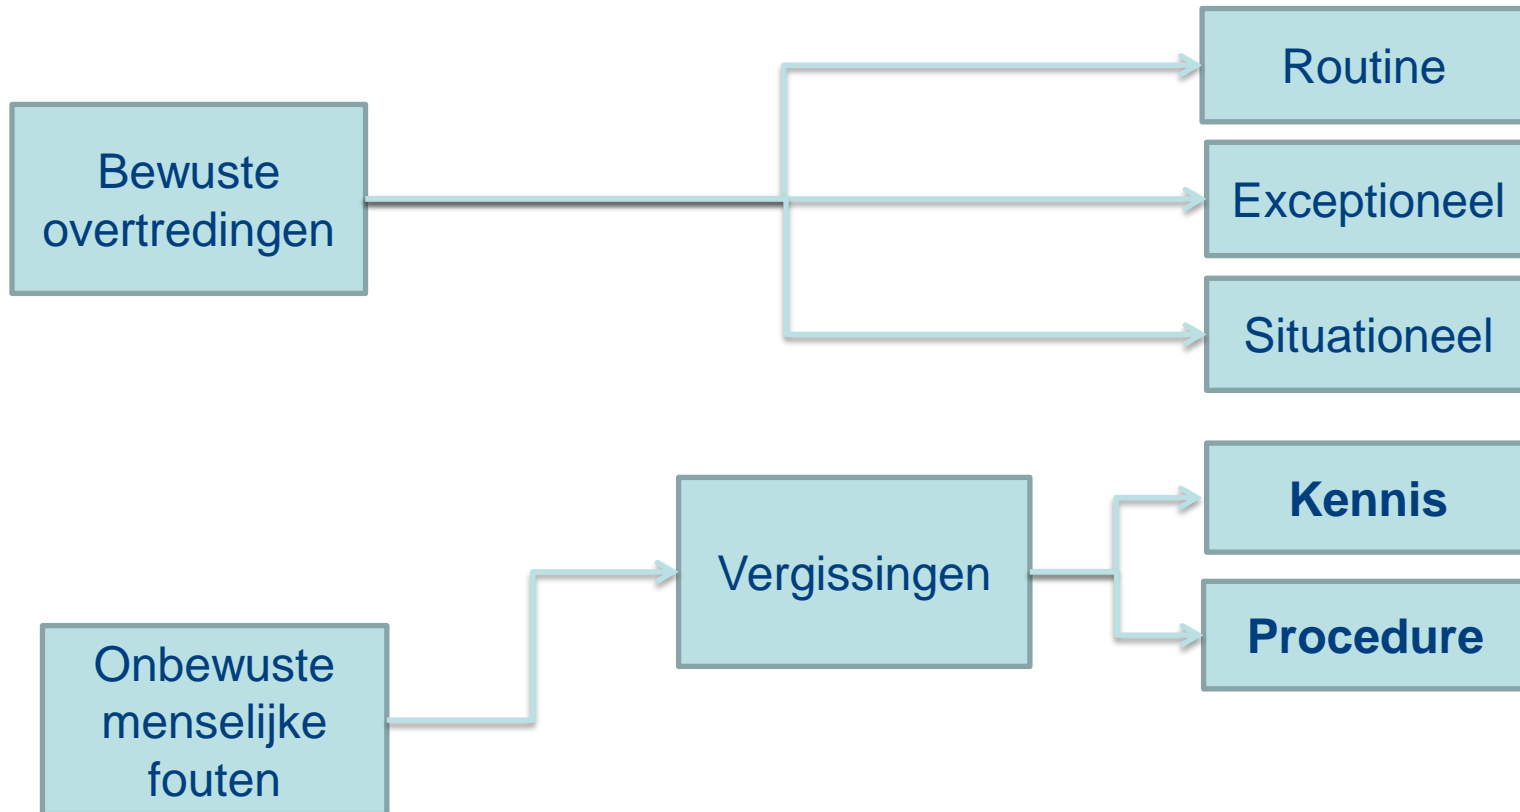 Bewuste
overtredingen
Routine
Exceptioneel
Situationeel
Onbewuste
menselijke
fouten
Vergissingen
Kennis
Procedure